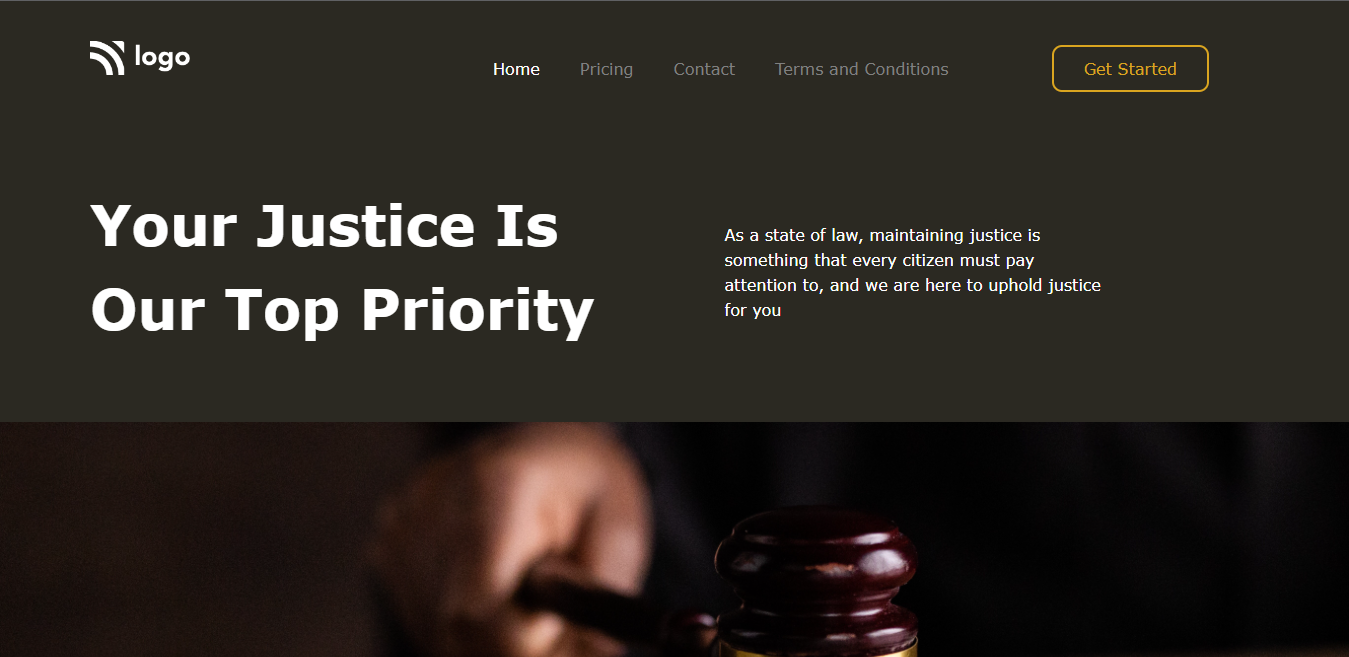 logo
Home
Pricing
Contact
Terms and Conditions
Get Started
Your Justice Is
Our Top Priority
As a state of law, maintaining justice is
something that every citizen must pay
attention to, and we are here to uphold justice
for you